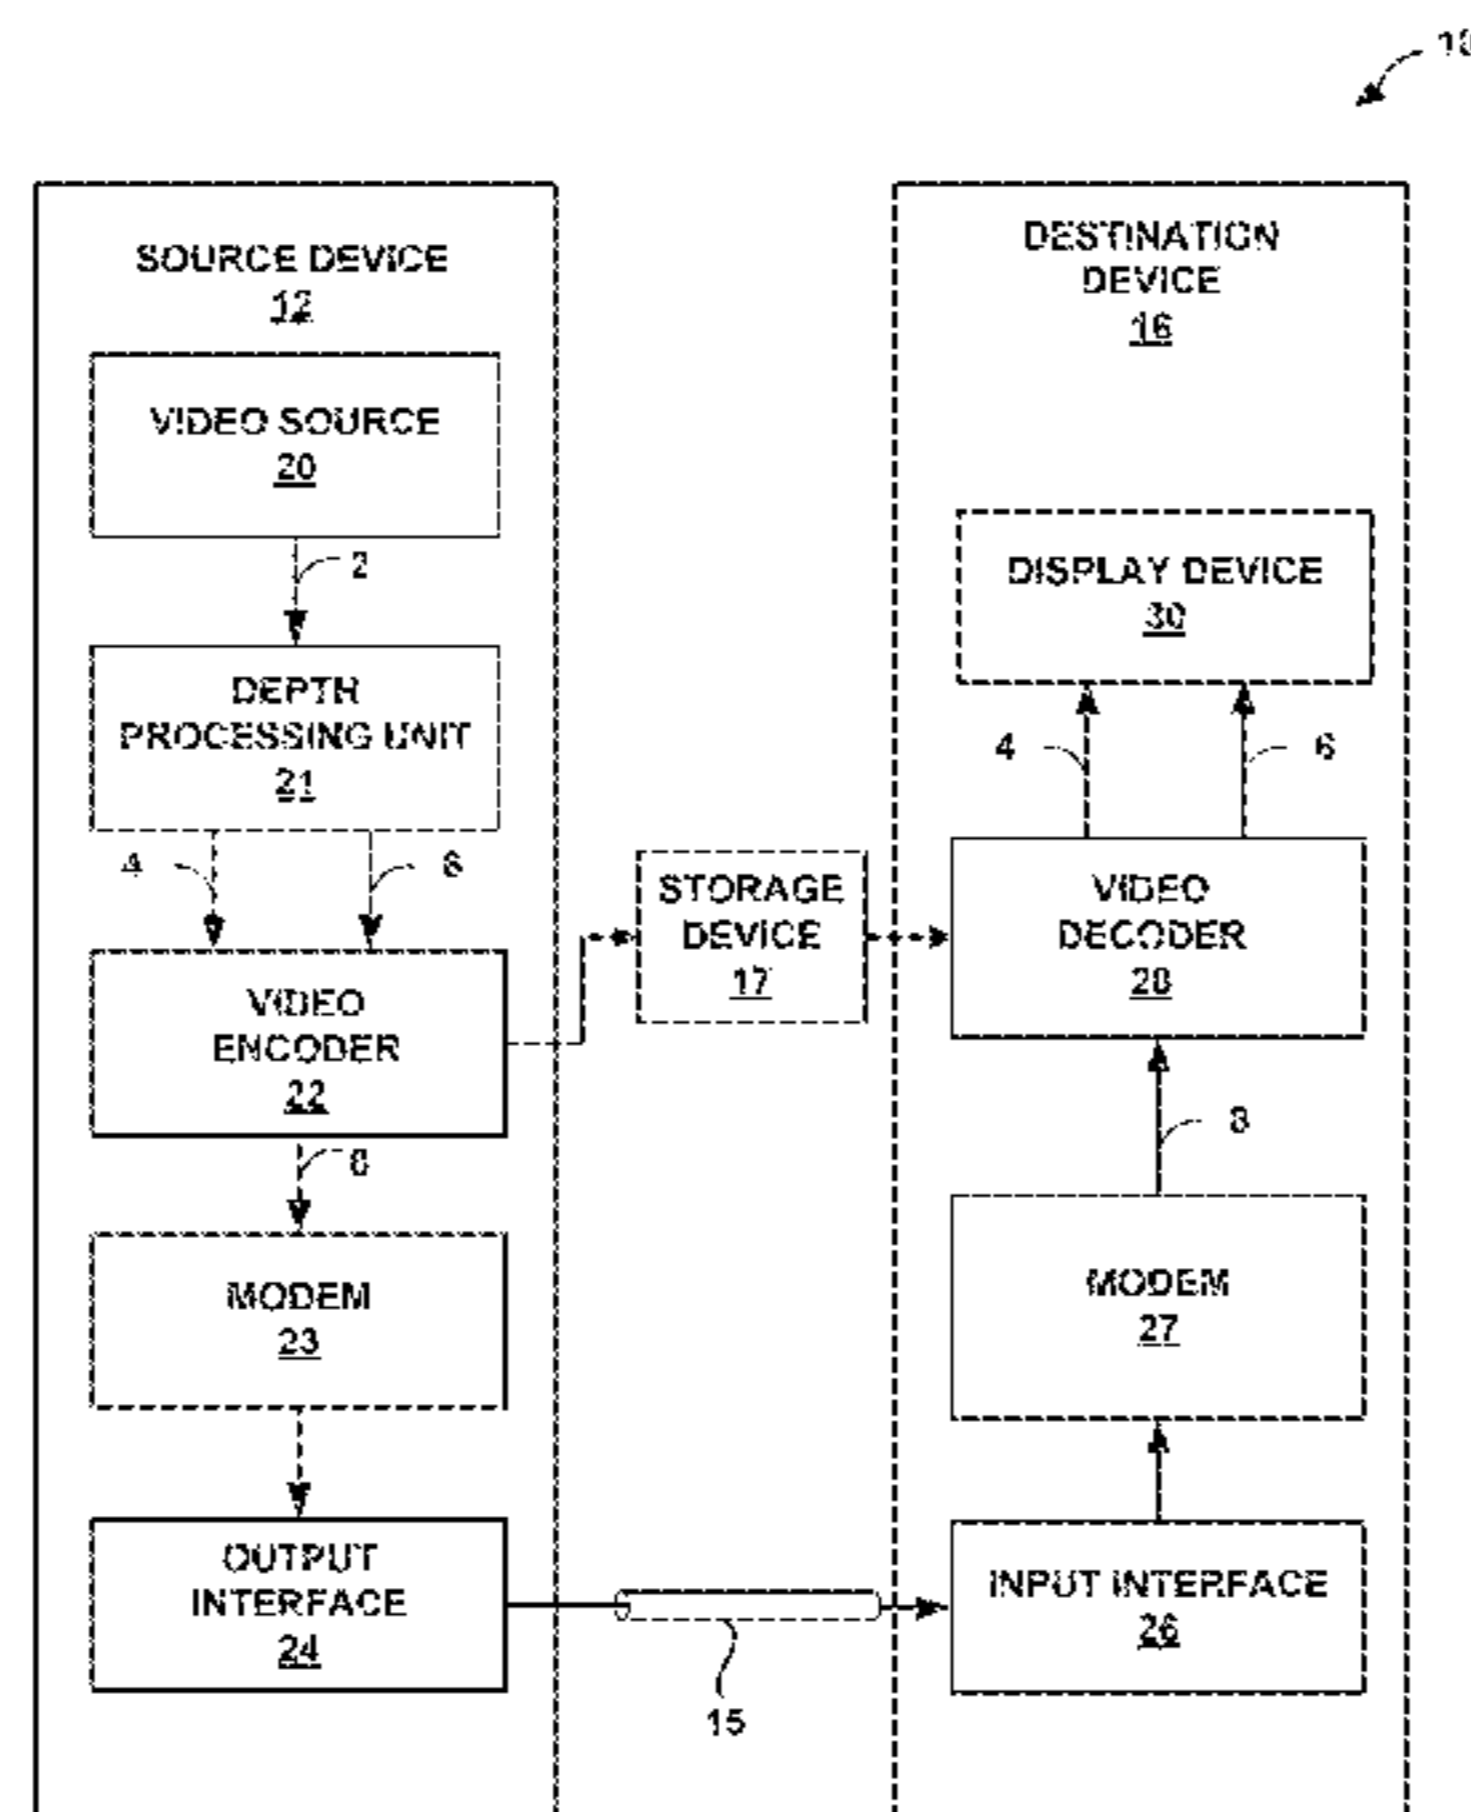 10
SOURCE DEVICE
12
VIDEO SOURCE
20
2
DEPTH
PROCESSING UNIT
21
4
6
VIDEO
ENCODER
22
8
MODEM
23
OUTPUT
INTERFACE
24
STORAGE
DEVICE
17
15
DESTINATION
DEVICE
16
DISPLAY DEVICE
30
4
6
VIDEO
DECODER
28
8
MODEM
27
INPUT INTERFACE
26